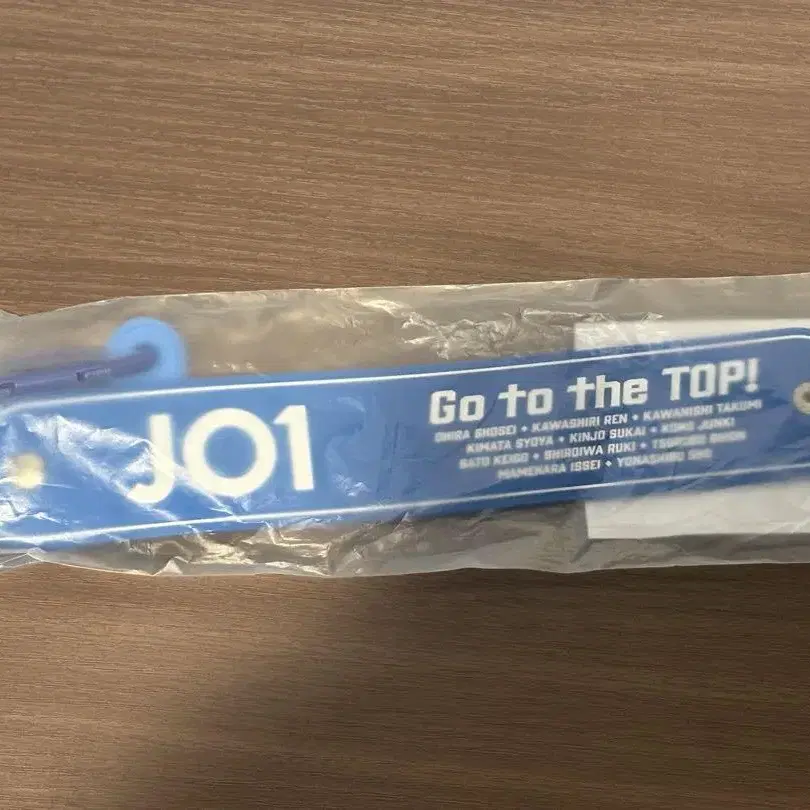 JO1
Go to the TOP!
OHIRA SHOSEI • KAWASHIRI REN • KAWANISHI TAKUMI
KIMATA SYOYA • KINJO SUKAI • KONO JUNKI
SATO KEIGO • SHIROIWA RUKI • TSURUBO SHION
MAMEHARA ISSEI • YONASHIRO SHO